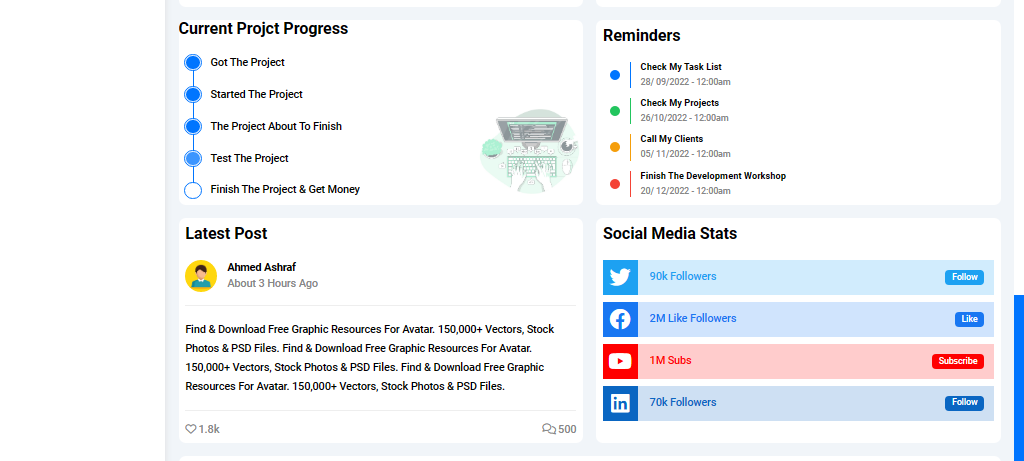 Current Projct Progress
Got The Project
Started The Project
The Project About To Finish
Test The Project
Finish The Project & Get Money
Reminders
Check My Task List
28/ 09/2022 - 12:00am
Check My Projects
26/10/2022 - 12:00am
Call My Clients
05/ 11/2022 - 12:00am
Finish The Development Workshop
20/ 12/2022 - 12:00am
Latest Post
Ahmed Ashraf
About 3 Hours Ago
Find & Download Free Graphic Resources For Avatar. 150,000+ Vectors, Stock
Photos & PSD Files. Find & Download Free Graphic Resources For Avatar.
150,000+ Vectors, Stock Photos & PSD Files. Find & Download Free Graphic
Resources For Avatar. 150,000+ Vectors, Stock Photos & PSD Files.
1.8k 500
Social Media Stats
90k Followers Follow
2M Like Followers Like
1M Subs Subscribe
70k Followers Follow